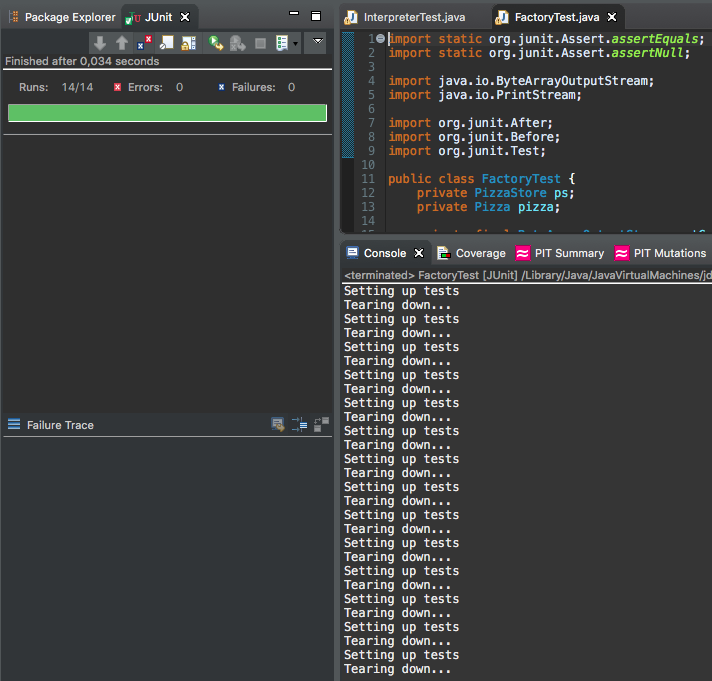 Package Explorer JUnit
Finished after 0,034 seconds
Runs: 14/14 Errors: 0 Failures: 0
Failure Trace
InterpreterTest.java FactoryTest.java
1 import static org.junit.Assert.assertEquals;
2 import static org.junit.Assert.assertNull;
3
4 import java.io.ByteArrayOutputStream;
5 import java.io.PrintStream;
6
7 import org.junit.After;
8 import org.junit.Before;
9 import org.junit.Test;
10
11 public class FactoryTest {
12 private PizzaStore ps;
13 private Pizza pizza;
14
Console Coverage PIT Summary PIT Mutations
<terminated> FactoryTest [JUnit] /Library/Java/JavaVirtualMachines/jd
Setting up tests
Tearing down...
Setting up tests
Tearing down...
Setting up tests
Tearing down...
Setting up tests
Tearing down...
Setting up tests
Tearing down...
Setting up tests
Tearing down...
Setting up tests
Tearing down...
Setting up tests
Tearing down...
Setting up tests
Tearing down...
Setting up tests
Tearing down...
Setting up tests
Tearing down...
Setting up tests
Tearing down...
Setting up tests
Tearing down...
Setting up tests
Tearing down...